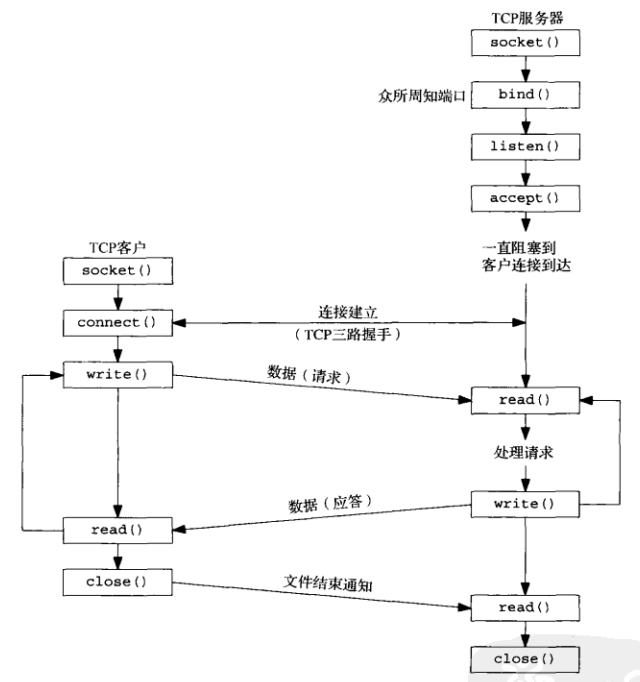 TCP服务器
socket()
众所周知端口
bind()
listen()
accept()
一直阻塞到
客户连接到达
TCP客户
socket()
connect()
连接建立
(TCP三路握手)
write()
数据(请求)
read()
处理请求
数据(应答)
write()
read()
close()
文件结束通知
read()
close()